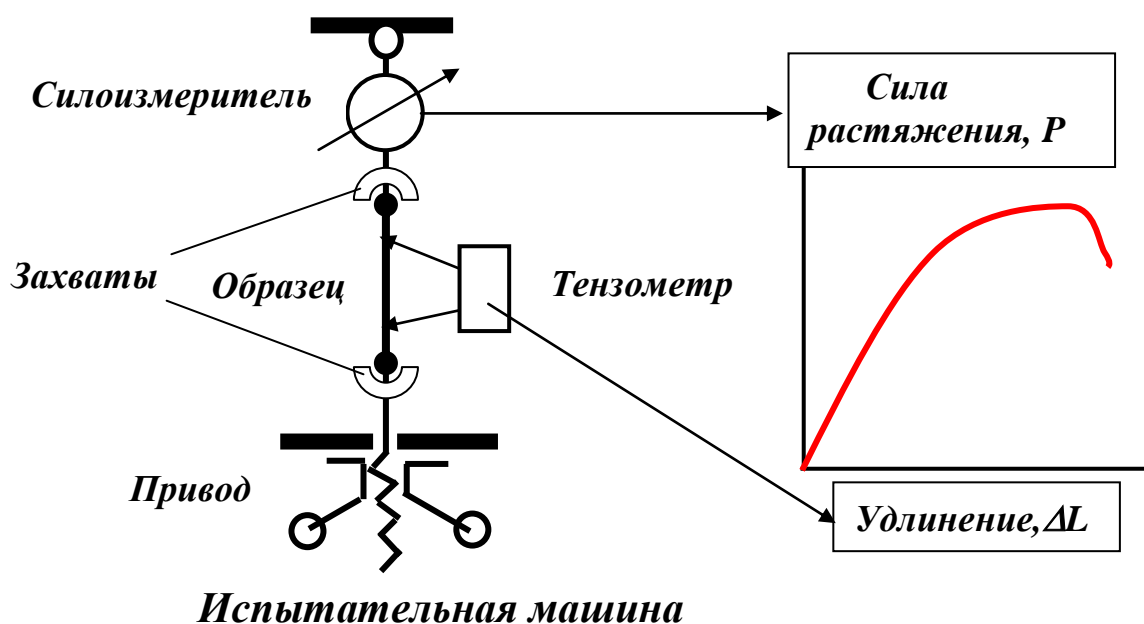 Силоизмеритель
Сила
растяжения, P
Захваты
Образец
Тензометр
Привод
Удлинение,ΔL
Испытательная машина